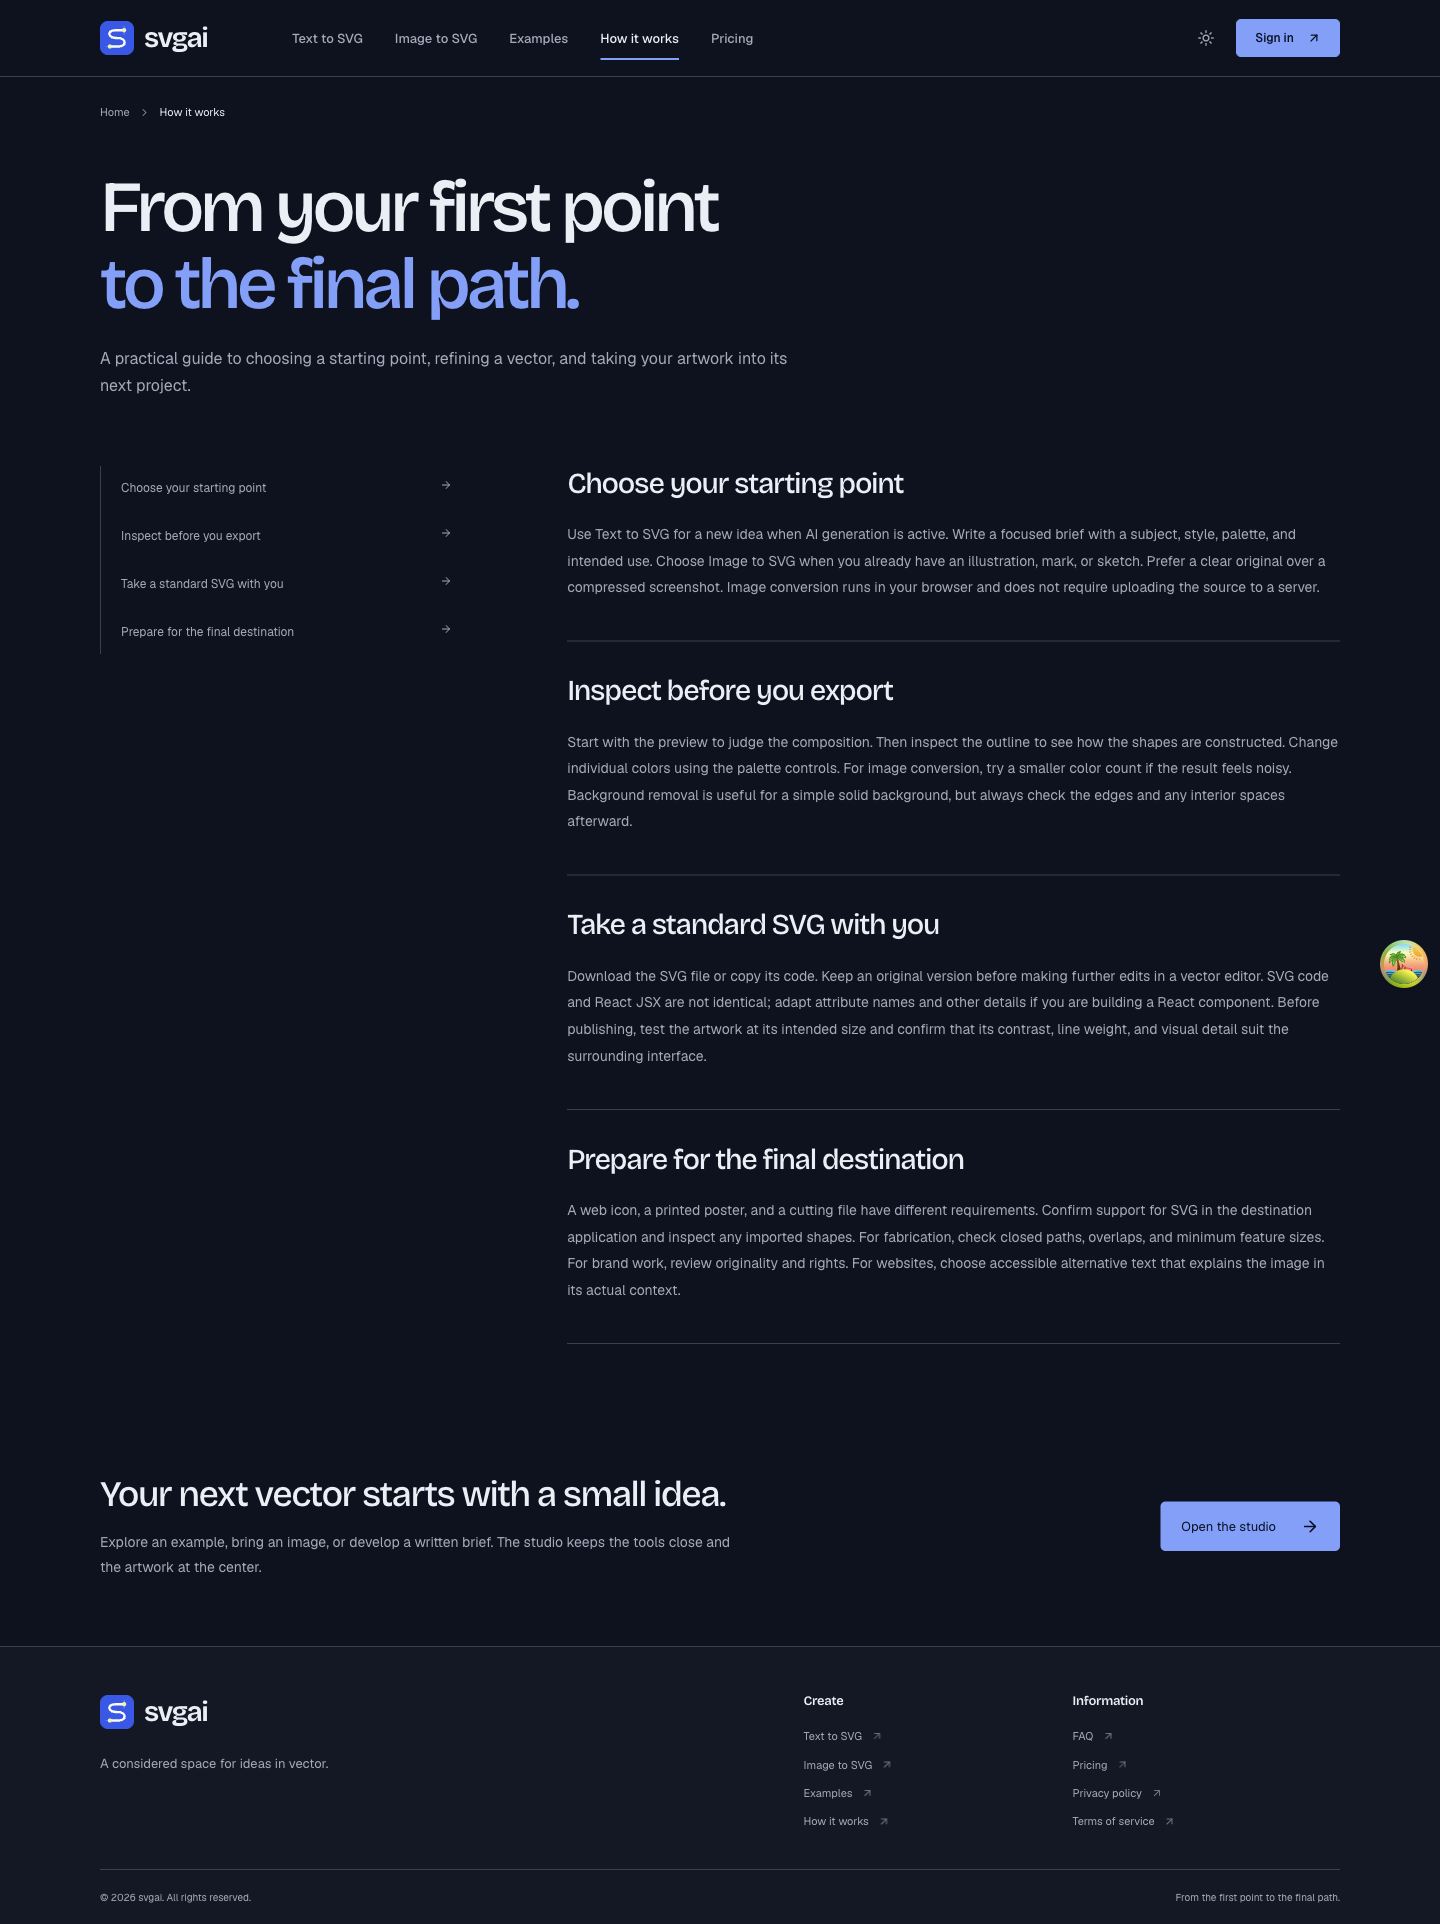 svgai
Text to SVG
Image to SVG
Examples
How it works
Pricing
Sign in
Home
How it works
From your first point
to the final path.
A practical guide to choosing a starting point, refining a vector, and taking your artwork into its
next project.
Choose your starting point
Inspect before you export
Take a standard SVG with you
Prepare for the final destination
Choose your starting point
Use Text to SVG for a new idea when AI generation is active. Write a focused brief with a subject, style, palette, and
intended use. Choose Image to SVG when you already have an illustration, mark, or sketch. Prefer a clear original over a
compressed screenshot. Image conversion runs in your browser and does not require uploading the source to a server.
Inspect before you export
Start with the preview to judge the composition. Then inspect the outline to see how the shapes are constructed. Change
individual colors using the palette controls. For image conversion, try a smaller color count if the result feels noisy.
Background removal is useful for a simple solid background, but always check the edges and any interior spaces
afterward.
Take a standard SVG with you
Download the SVG file or copy its code. Keep an original version before making further edits in a vector editor. SVG code
and React JSX are not identical; adapt attribute names and other details if you are building a React component. Before
publishing, test the artwork at its intended size and confirm that its contrast, line weight, and visual detail suit the
surrounding interface.
Prepare for the final destination
A web icon, a printed poster, and a cutting file have different requirements. Confirm support for SVG in the destination
application and inspect any imported shapes. For fabrication, check closed paths, overlaps, and minimum feature sizes.
For brand work, review originality and rights. For websites, choose accessible alternative text that explains the image in
its actual context.
Your next vector starts with a small idea.
Explore an example, bring an image, or develop a written brief. The studio keeps the tools close and
the artwork at the center.
Open the studio
svgai
A considered space for ideas in vector.
Create
Text to SVG
Image to SVG
Examples
How it works
Information
FAQ
Pricing
Privacy policy
Terms of service
© 2026 svgai. All rights reserved.
From the first point to the final path.